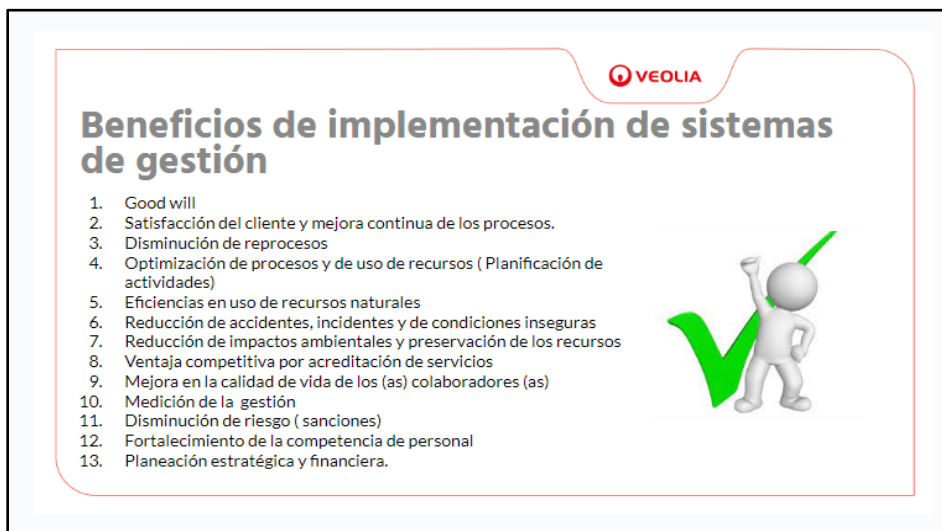 VEOLIA
Beneficios de implementación de sistemas
de gestión
1. Good will
2. Satisfacción del cliente y mejora continua de los procesos.
3. Disminución de reprocesos
4. Optimización de procesos y de uso de recursos ( Planificación de
actividades)
5. Eficiencias en uso de recursos naturales
6. Reducción de accidentes, incidentes y de condiciones inseguras
7. Reducción de impactos ambientales y preservación de los recursos
8. Ventaja competitiva por acreditación de servicios
9. Mejora en la calidad de vida de los (as) colaboradores (as)
10. Medición de la gestión
11. Disminución de riesgo ( sanciones)
12. Fortalecimiento de la competencia de personal
13. Planeación estratégica y financiera.